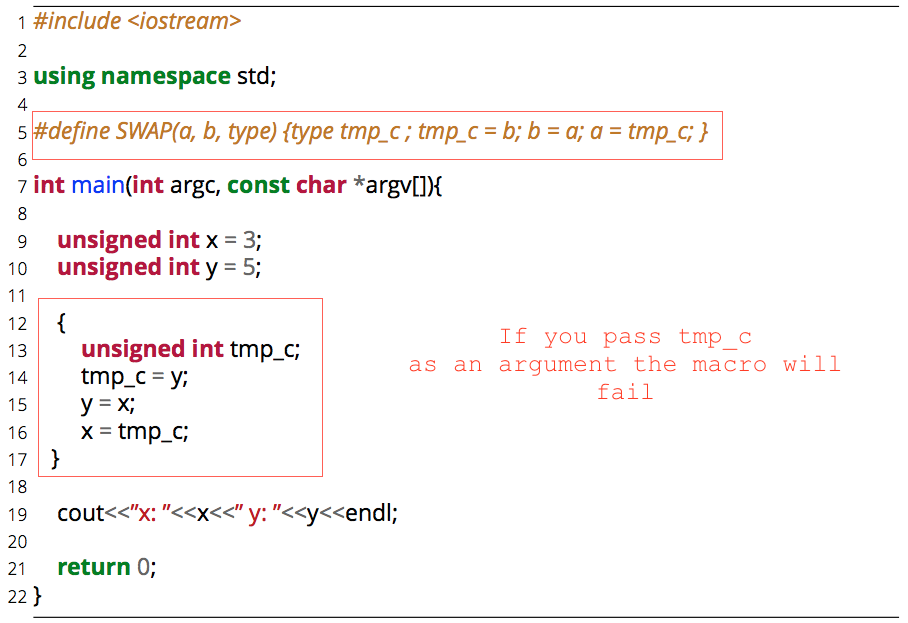 1 #include <iostream>
2
3 using namespace std;
4
5 #define SWAP(a, b, type) {type tmp_c ; tmp_c = b; b = a; a = tmp_c; }
6
7 int main(int argc, const char *argv[]){
8
9 unsigned int x = 3;
10 unsigned int y = 5;
11
12 {
13 unsigned int tmp_c;
14 tmp_c = y;
15 y = x;
16 x = tmp_c;
17 }
If you pass tmp_c
as an argument the macro will
fail
18
19 cout<<”x: ”<<x<<” y: ”<<y<<endl;
20
21 return 0;
22 }